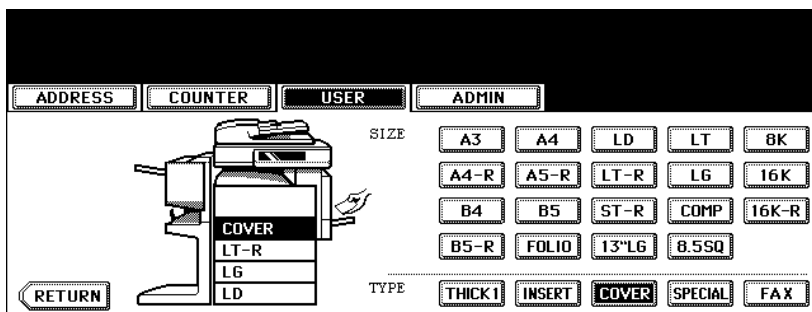 ADDRESS COUNTER USER ADMIN
SIZE A3 A4 LD LT 8K
A4-R A5-R LT-R LG 16K
B4 B5 ST-R COMP 16K-R
COVER
LT-R B5-R FOLIO 13"LG 8.5SQ
LG
LD
RETURN TYPE THICK1 INSERT COVER SPECIAL FAX